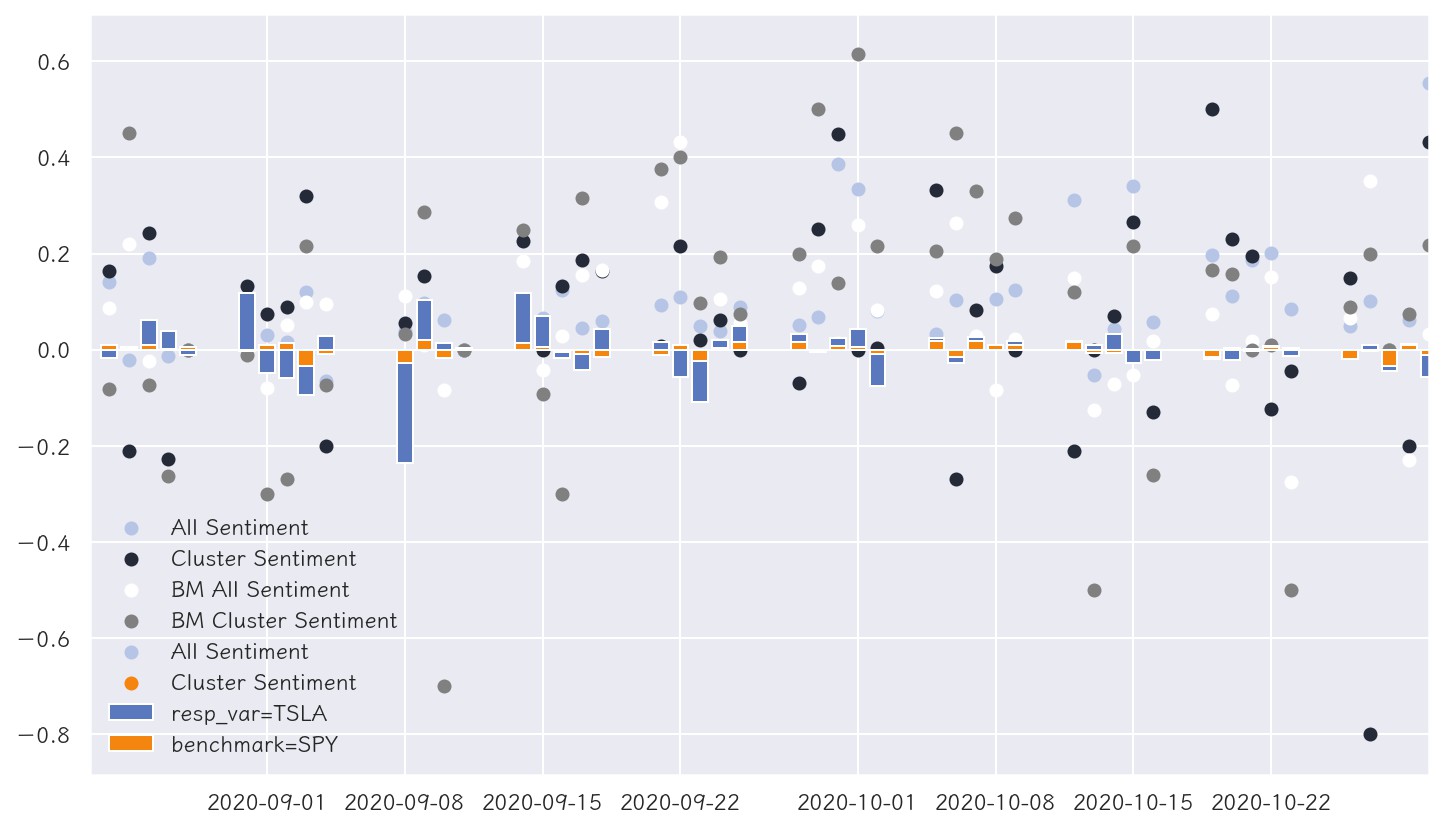 0.6
0.4
0.2
0.0
−0.2
−0.4
−0.6
−0.8
All Sentiment
Cluster Sentiment
BM All Sentiment
BM Cluster Sentiment
All Sentiment
Cluster Sentiment
resp_var=TSLA
benchmark=SPY
2020-09-01 2020-09-08 2020-09-15 2020-09-22 2020-10-01 2020-10-08 2020-10-15 2020-10-22